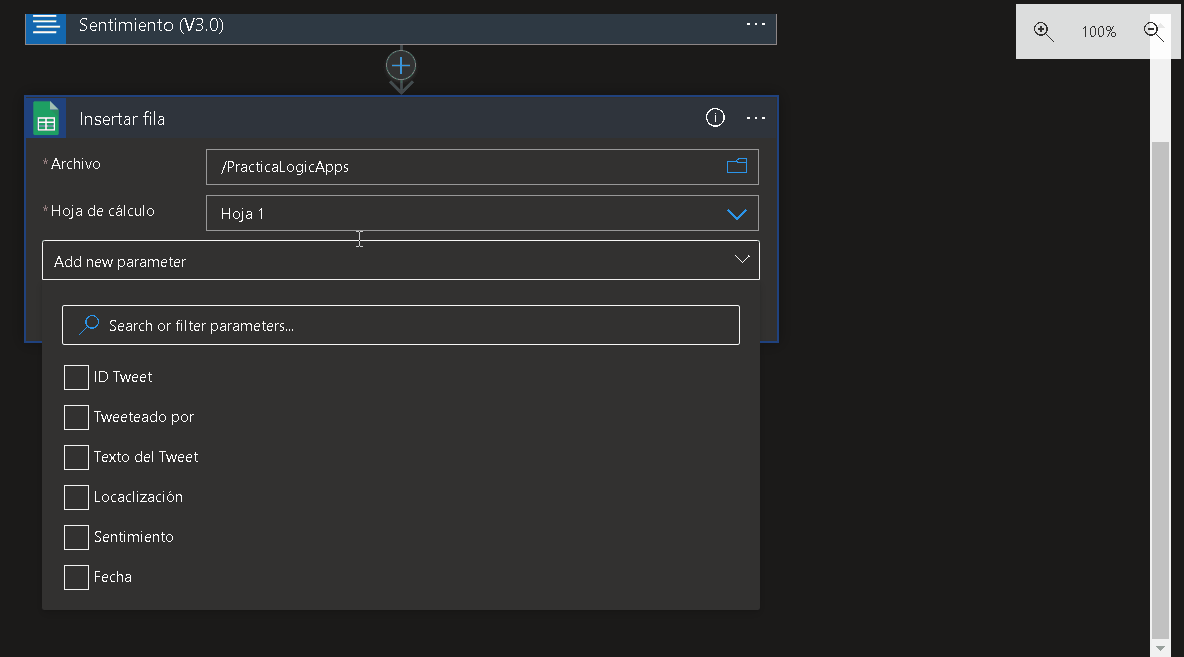 Sentimiento (V3.0)
100%
Insertar fila
* Archivo
/PracticaLogicApps
* Hoja de cálculo
Hoja 1
Add new parameter
Search or filter parameters...
ID Tweet
Tweeteado por
Texto del Tweet
Locaclización
Sentimiento
Fecha